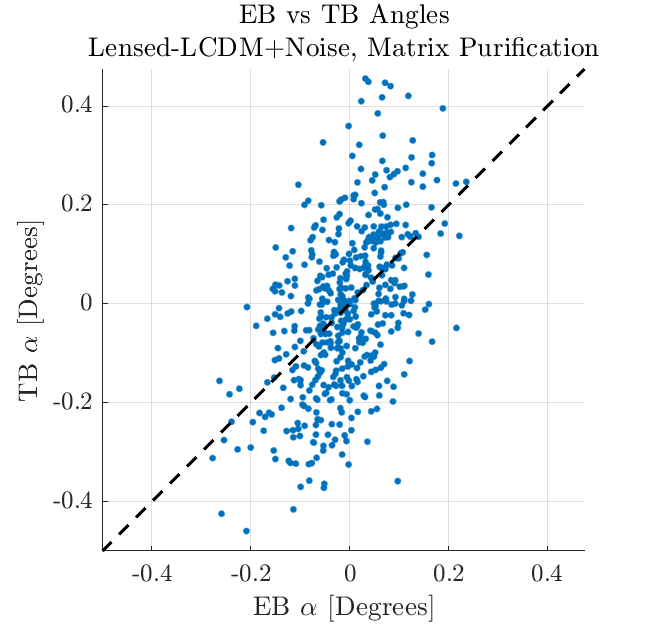 EB vs TB Angles
Lensed-LCDM+Noise, Matrix Purification
0.4
0.2
0
-0.2
-0.4
TB α [Degrees]
-0.4 -0.2 0 0.2 0.4
EB α [Degrees]